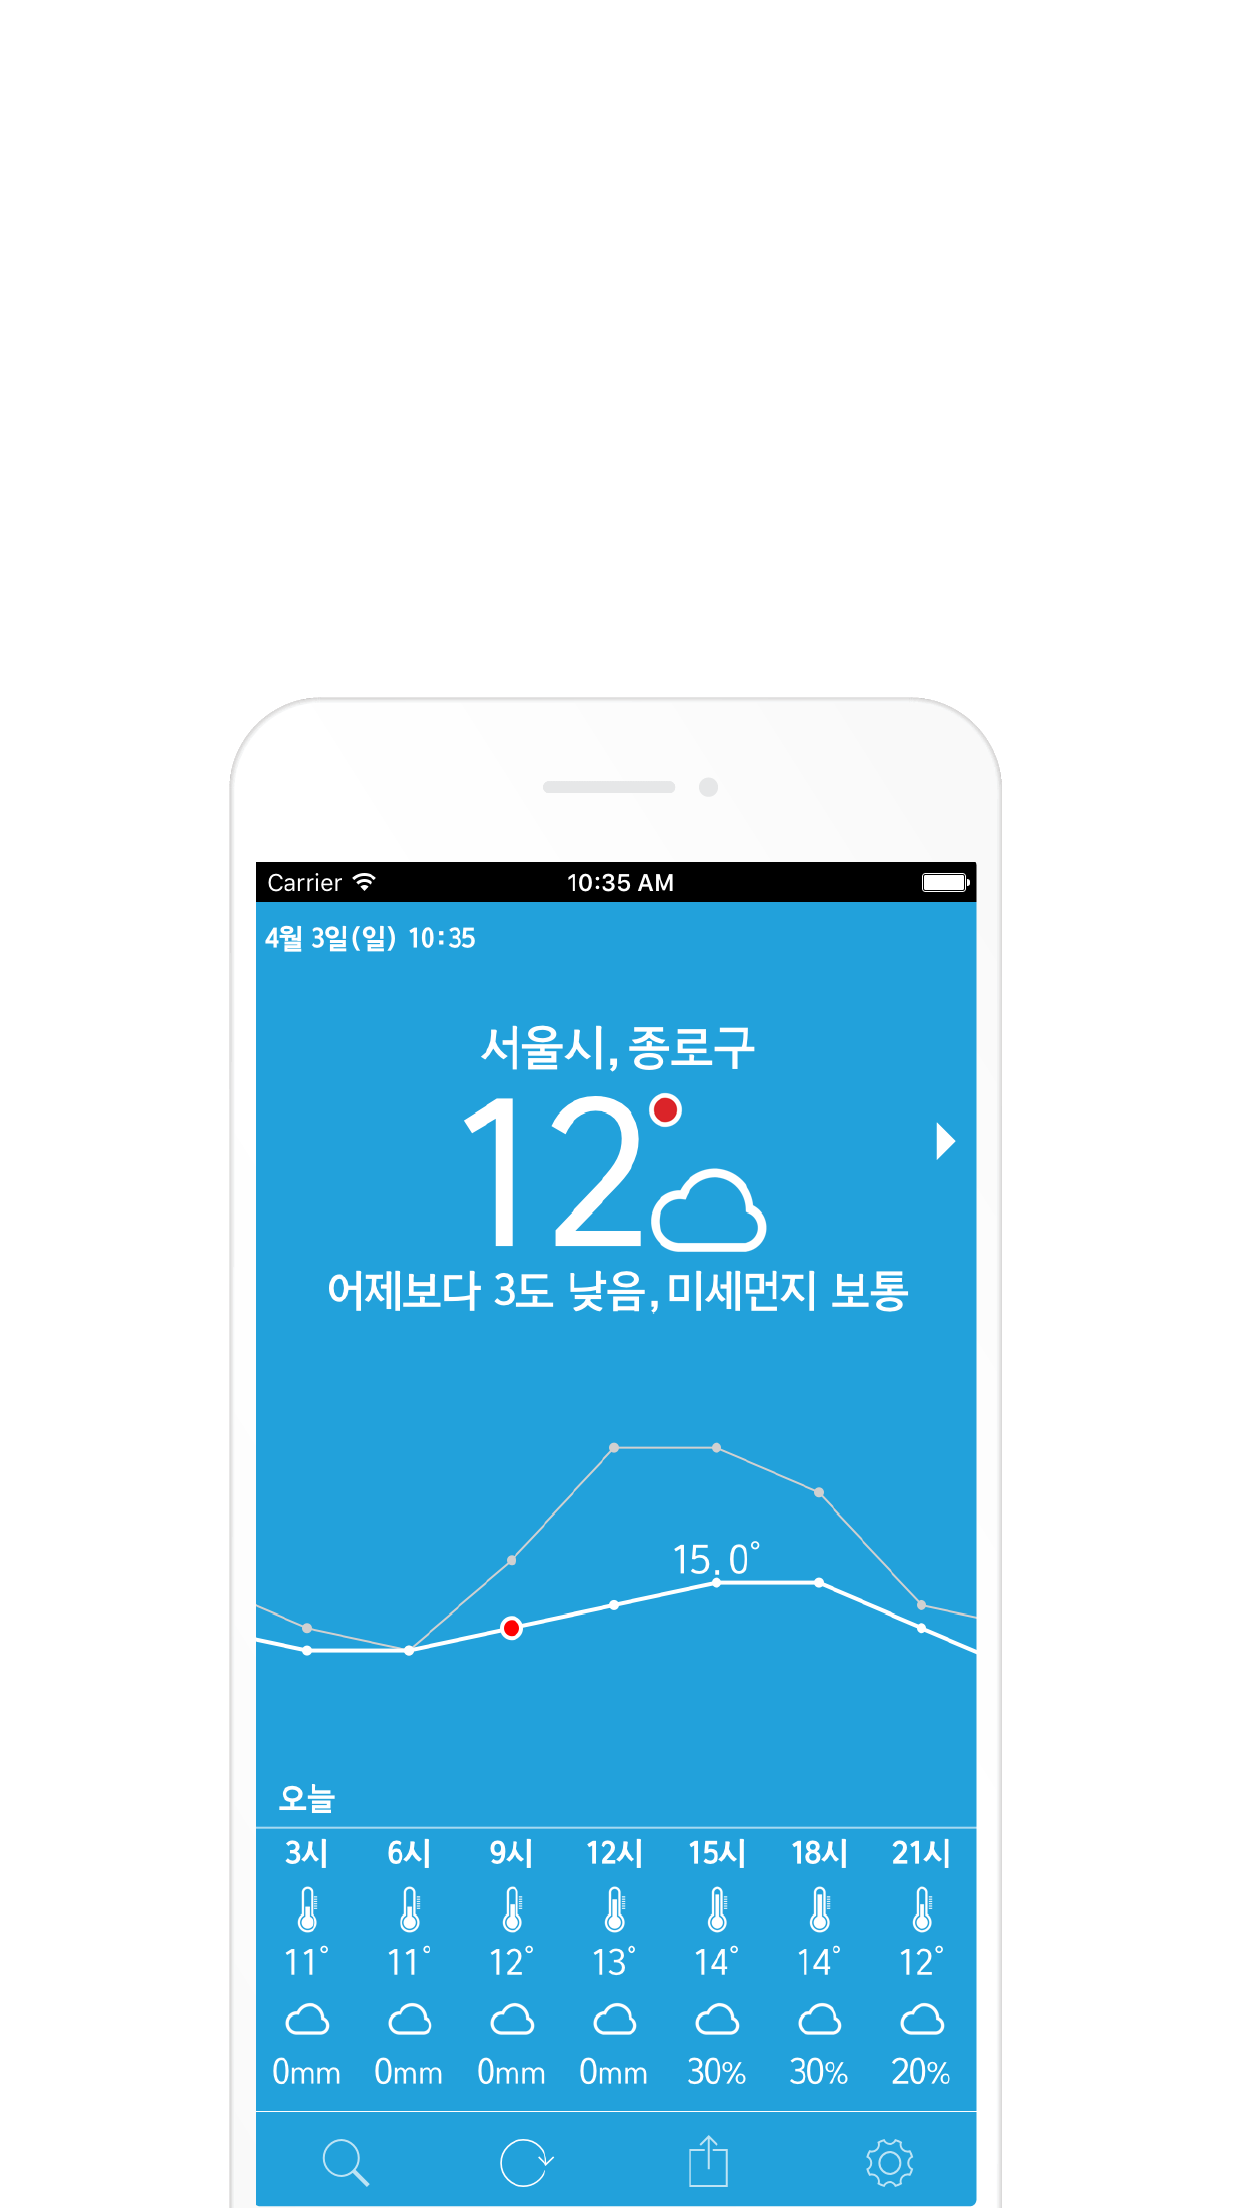 Carrier 10:35 AM
4월 3일(일) 10:35
서울시, 종로구
12°
어제보다 3도 낮음, 미세먼지 보통
15.0°
오늘
3시 6시 9시 12시 15시 18시 21시
11° 11° 12° 13° 14° 14° 12°
0mm 0mm 0mm 0mm 30% 30% 20%